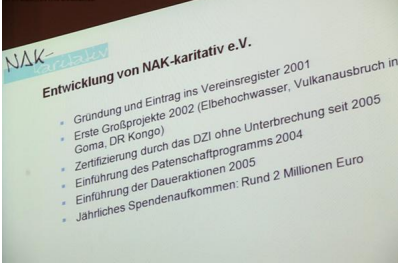 NAK-
karitativ
Entwicklung von NAK-karitativ e.V.
Gründung und Eintrag ins Vereinsregister 2001
Erste Großprojekte 2002 (Elbehochwasser, Vulkanausbruch in
Goma, DR Kongo)
Zertifizierung durch das DZI ohne Unterbrechung seit 2005
Einführung des Patenschaftprogramms 2004
Einführung der Daueraktionen 2005
Jährliches Spendenaufkommen: Rund 2 Millionen Euro